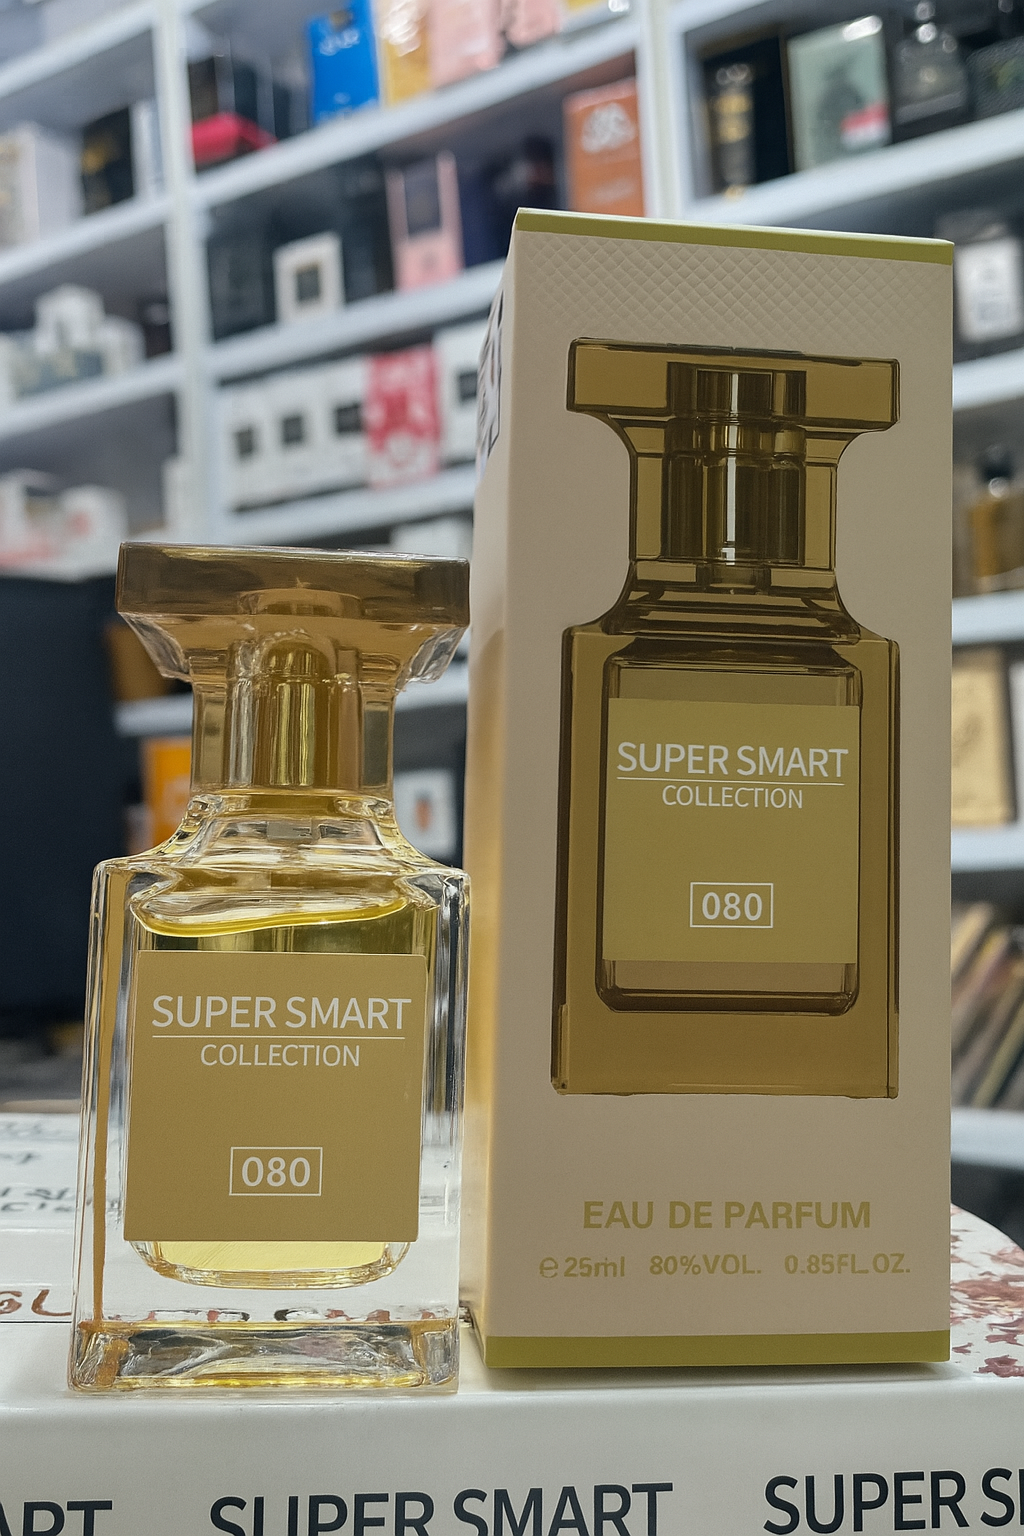 SUPER SMART
COLLECTION
080
EAU DE PARFUM
℮25ml 80%VOL. 0.85FL.OZ.
SUPER SMART
COLLECTION
080
SUPER SMART